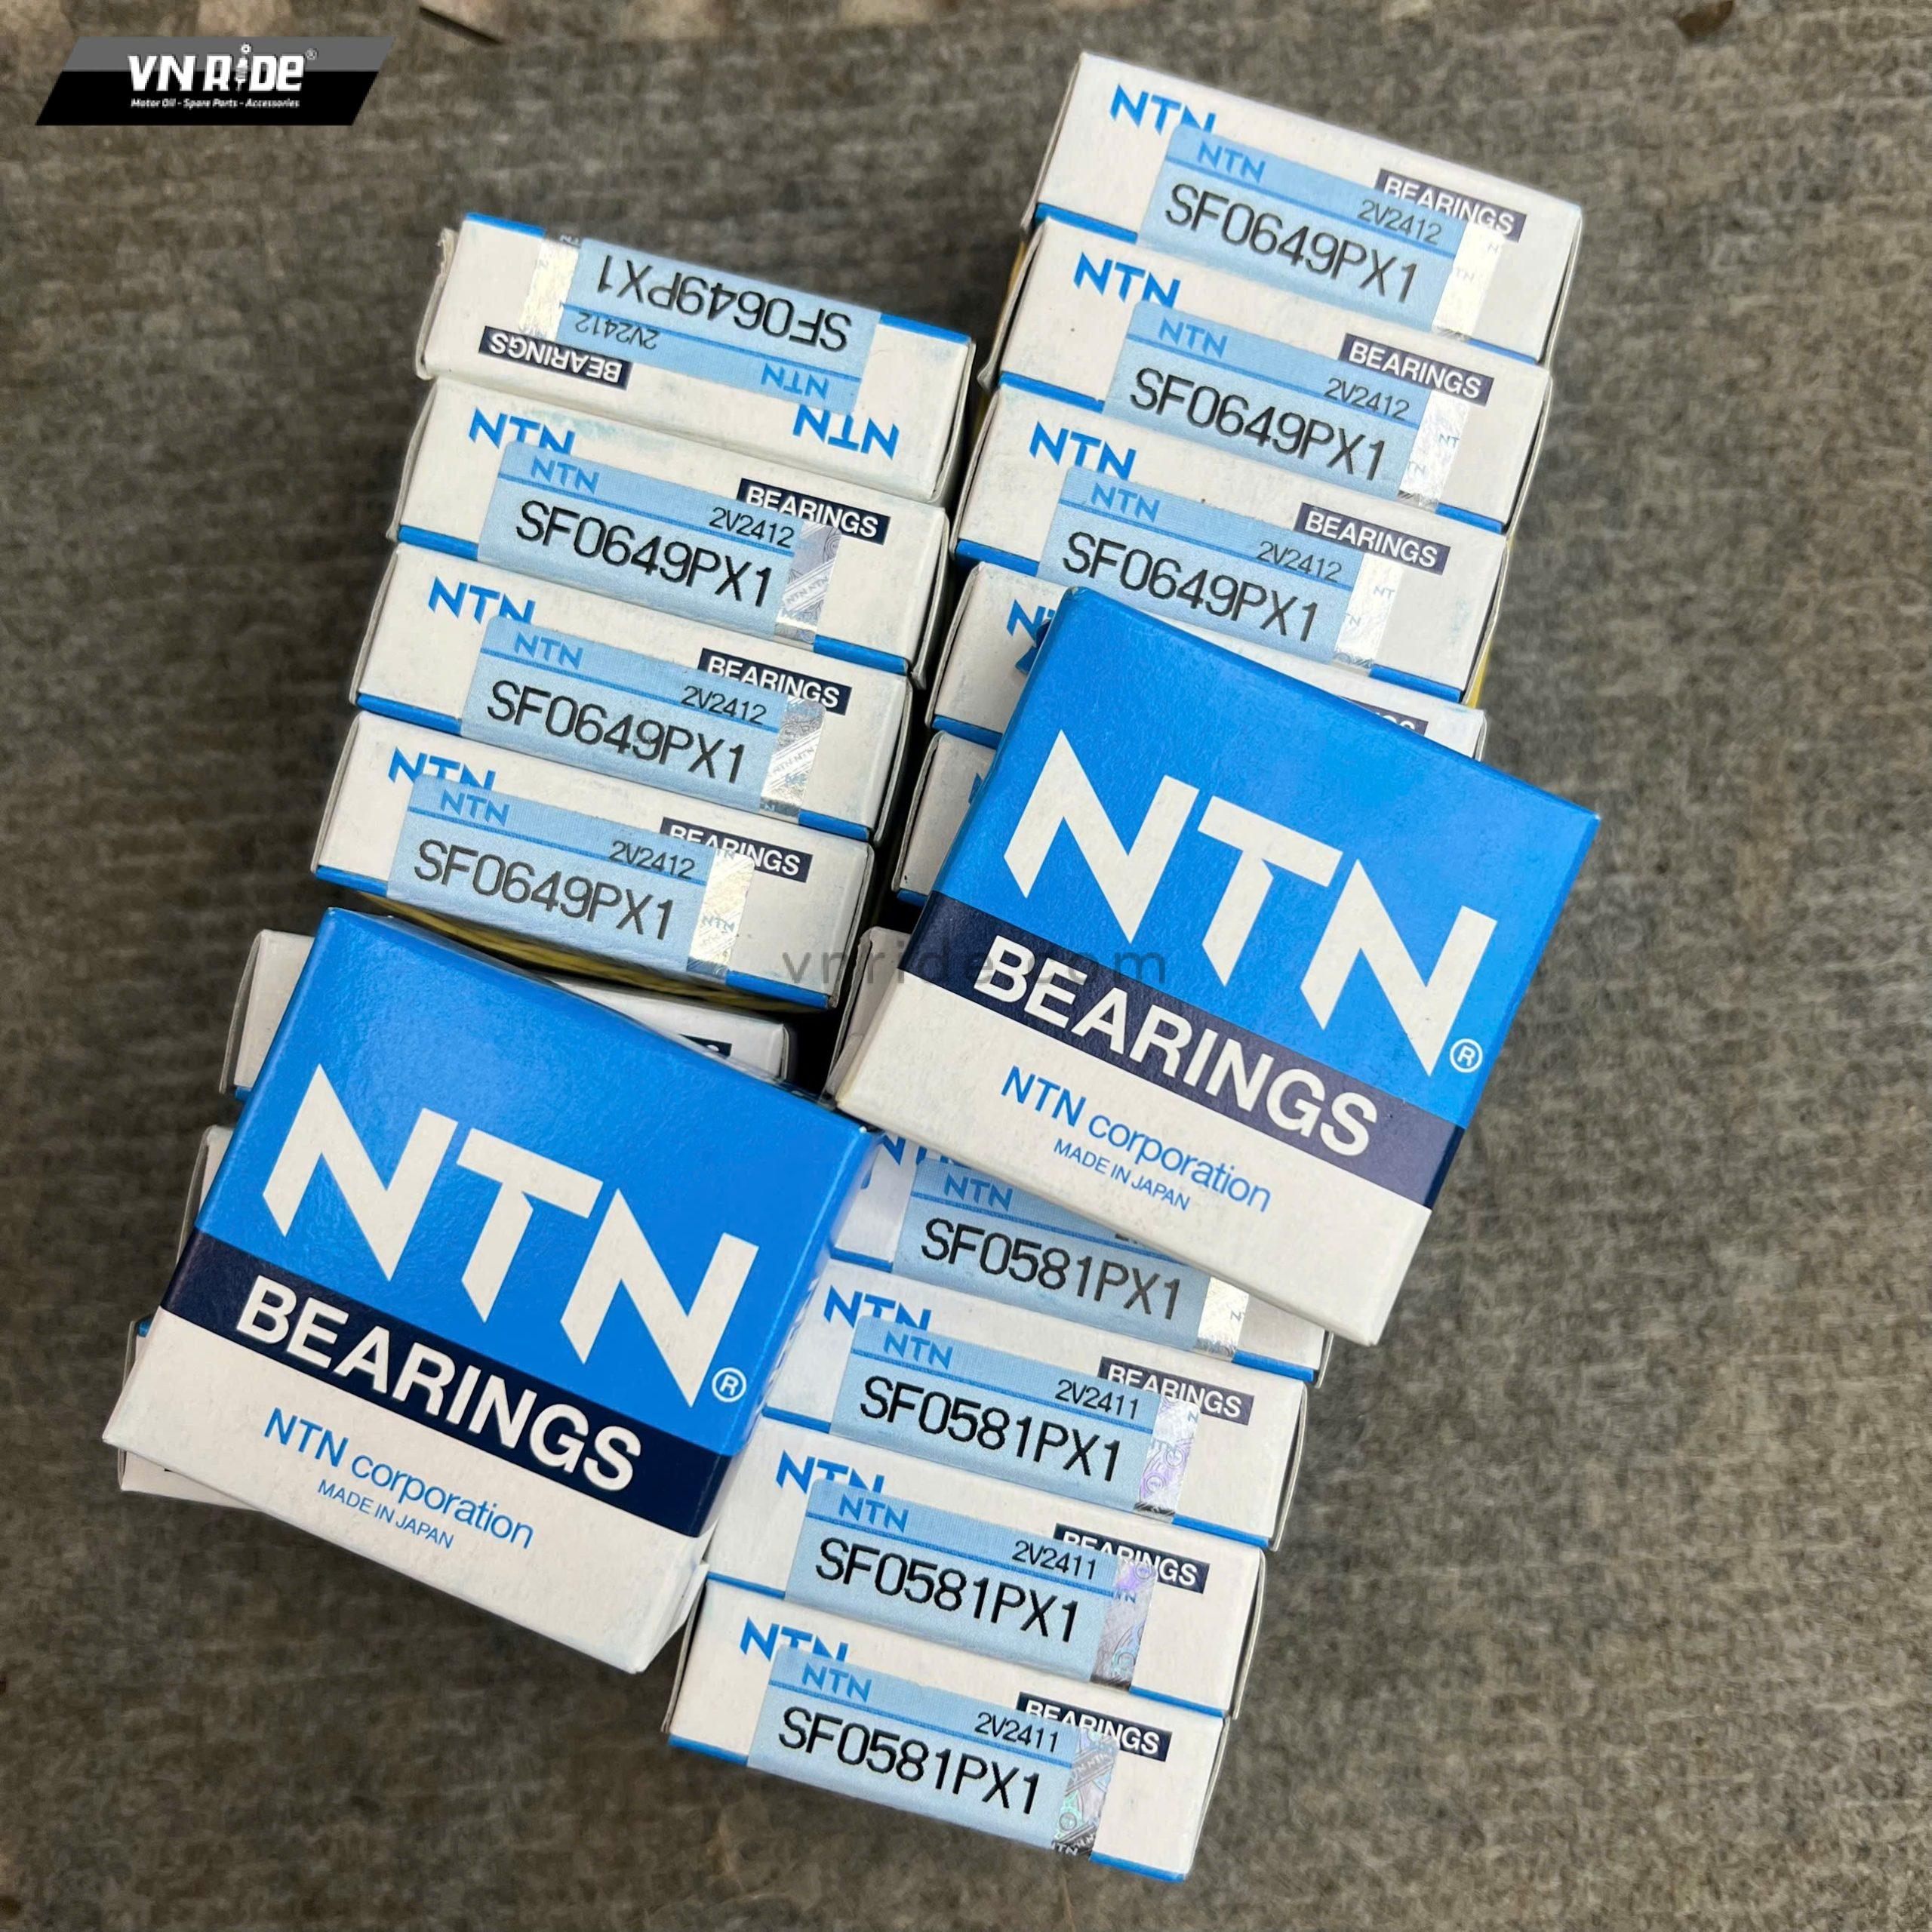 VN RiDE®
Motor Oil - Spare Parts - Accessories
NTN
BEARINGS
NTN
2V2412
SF0649PX1
NTN
BEARINGS
NTN
2V2412
SF0649PX1
NTN
BEARINGS
NTN
2V2412
SF0649PX1
SF0649PX1
2V2412
NTN
BEARINGS
NTN
NTN
BEARINGS
NTN
2V2412
SF0649PX1
NTN
BEARINGS
NTN
2V2412
SF0649PX1
NTN
BEARINGS
NTN
2V2412
SF0649PX1
NTN®
BEARINGS
NTN corporation
MADE IN JAPAN
vnride.com
NTN®
BEARINGS
NTN corporation
MADE IN JAPAN
NTN
SF0581PX1
NTN
BEARINGS
NTN
2V2411
SF0581PX1
NTN
BEARINGS
NTN
2V2411
SF0581PX1
NTN
BEARINGS
NTN
2V2411
SF0581PX1